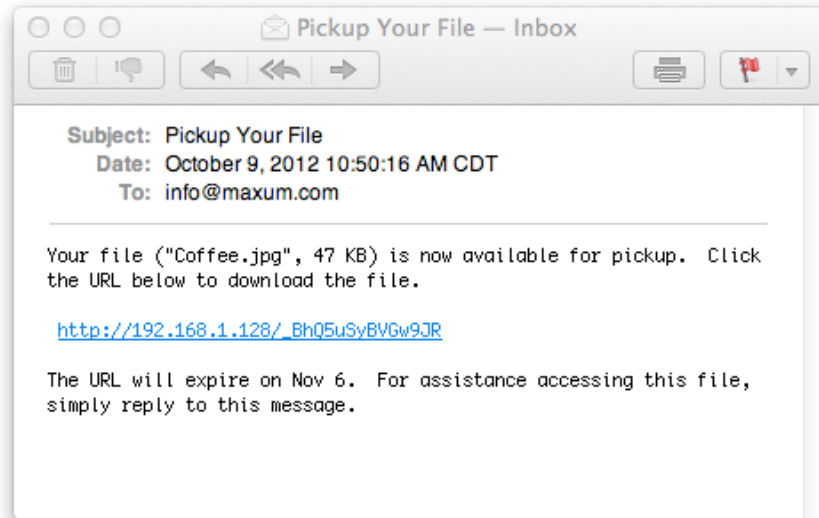 Pickup Your File — Inbox
Subject: Pickup Your File
Date: October 9, 2012 10:50:16 AM CDT
To: info@maxum.com
Your file ("Coffee.jpg", 47 KB) is now available for pickup.  Click
the URL below to download the file.
http://192.168.1.128/_BhQ5uSyBVGw9JR
The URL will expire on Nov 6.  For assistance accessing this file,
simply reply to this message.